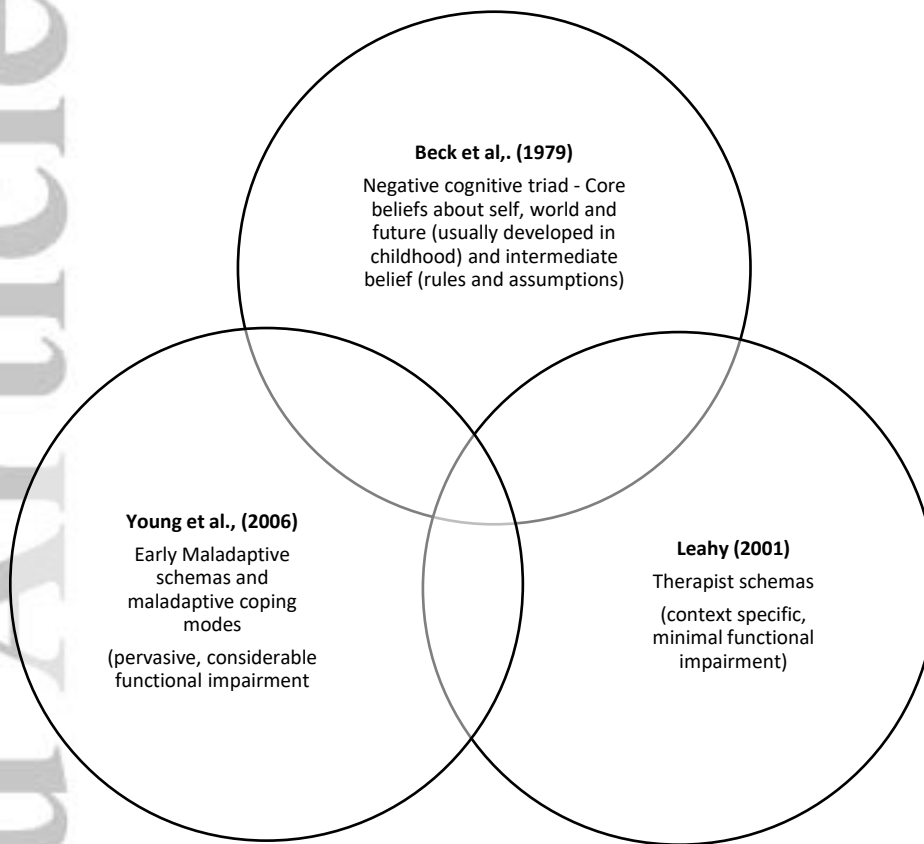 Beck et al,. (1979)
Negative cognitive triad - Core
beliefs about self, world and
future (usually developed in
childhood) and intermediate
belief (rules and assumptions)
Young et al., (2006)
Early Maladaptive
schemas and
maladaptive coping
modes
(pervasive, considerable
functional impairment
Leahy (2001)
Therapist schemas
(context specific,
minimal functional
impairment)